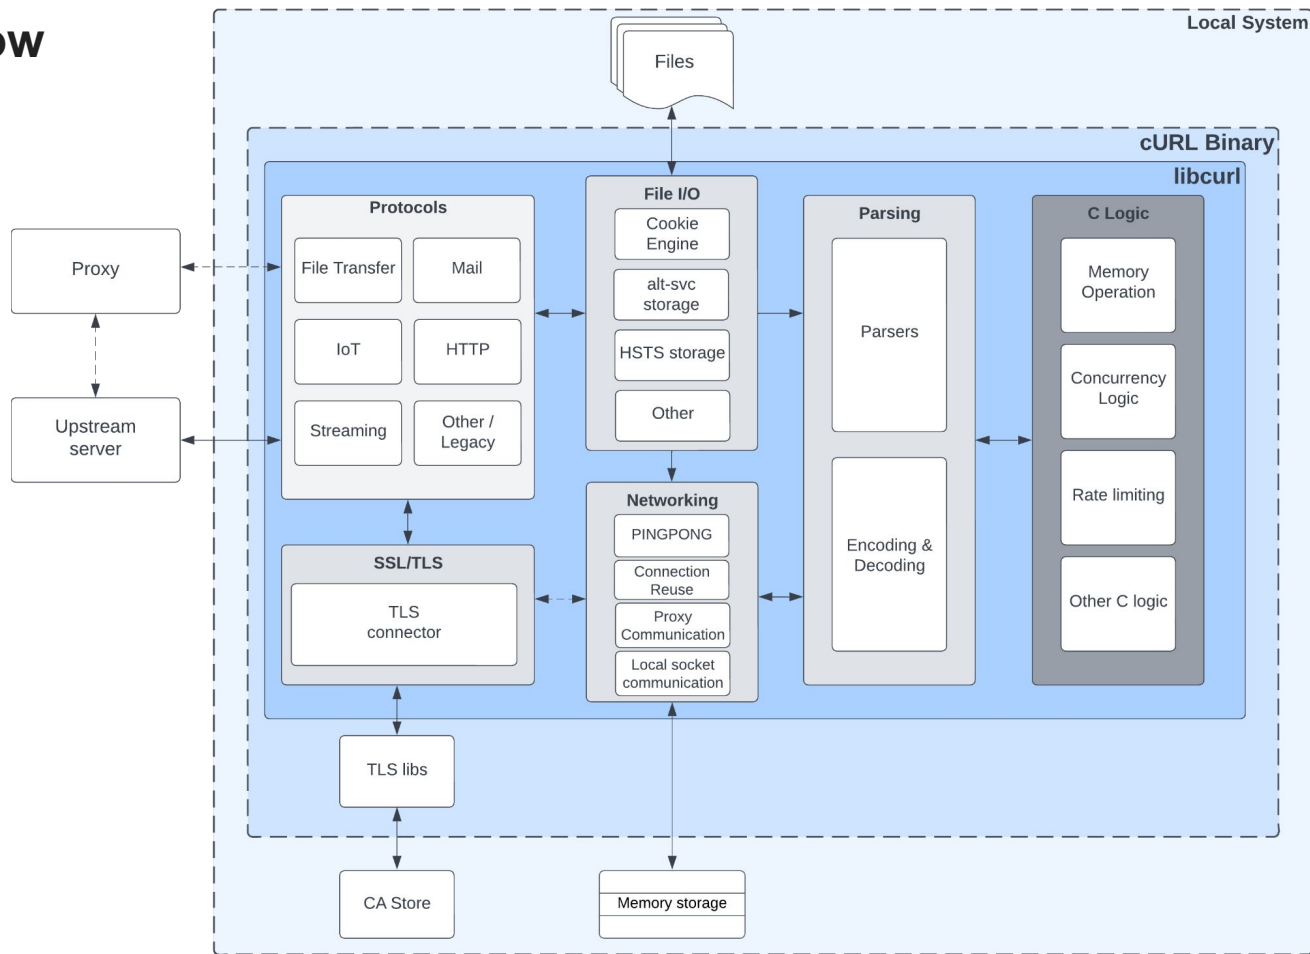 ow
Local System
Files
cURL Binary
libcurl
Protocols
File Transfer
Mail
IoT
HTTP
Streaming
Other /
Legacy
File I/O
Cookie
Engine
alt-svc
storage
HSTS storage
Other
Parsing
Parsers
Encoding &
Decoding
C Logic
Memory
Operation
Concurrency
Logic
Rate limiting
Other C logic
Proxy
Upstream
server
SSL/TLS
TLS
connector
Networking
PINGPONG
Connection
Reuse
Proxy
Communication
Local socket
communication
TLS libs
CA Store
Memory storage